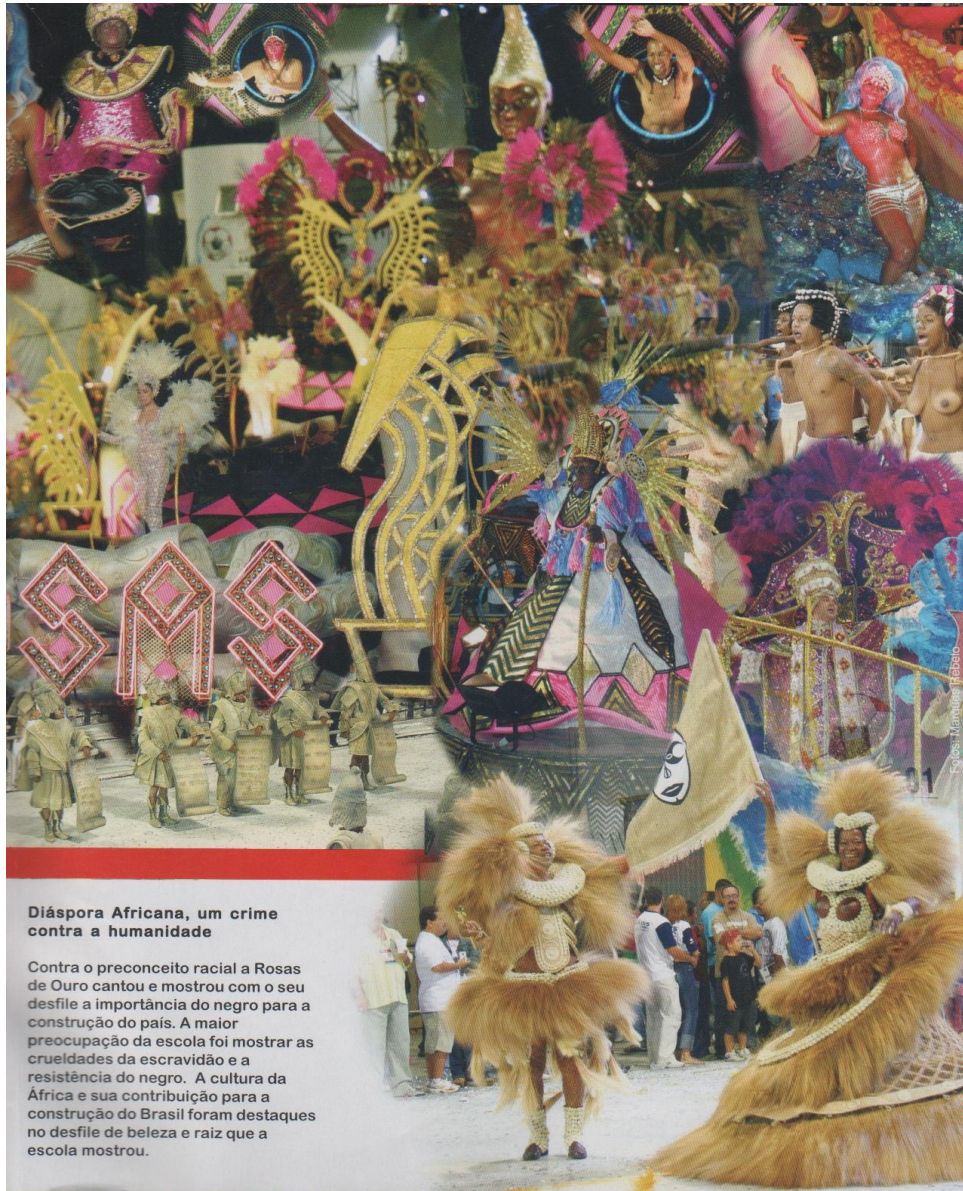 SAS
Fotos: Marquis Rebelo
91
Diáspora Africana, um crime
contra a humanidade
Contra o preconceito racial a Rosas
de Ouro cantou e mostrou com o seu
desfile a importância do negro para a
construção do país. A maior
preocupação da escola foi mostrar as
crueldades da escravidão e a
resistência do negro.  A cultura da
África e sua contribuição para a
construção do Brasil foram destaques
no desfile de beleza e raiz que a
escola mostrou.